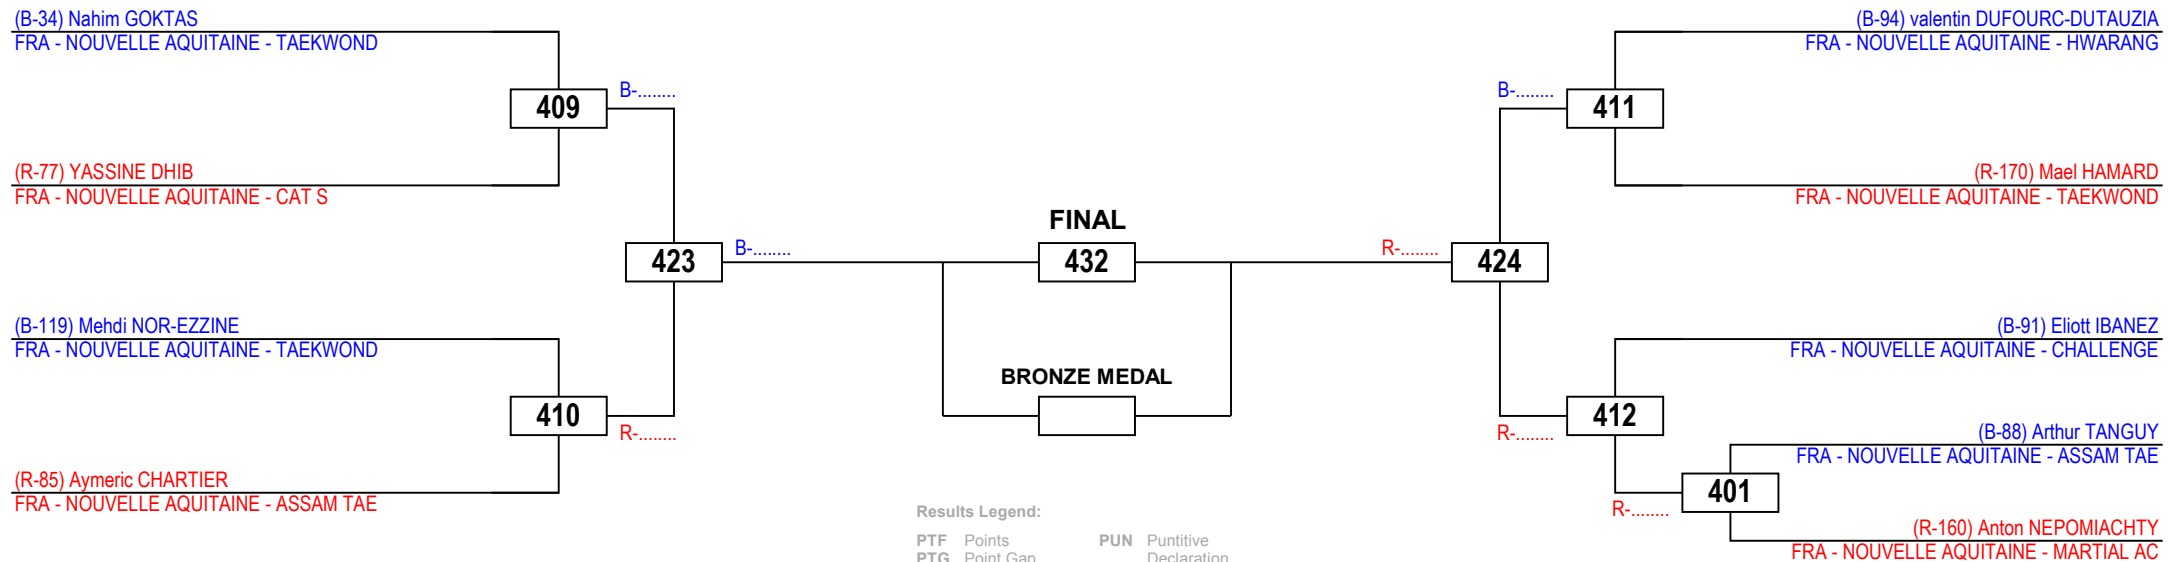 (B-34) Nahim GOKTAS
FRA - NOUVELLE AQUITAINE - TAEKWOND
409
B-........
(R-77) YASSINE DHIB
FRA - NOUVELLE AQUITAINE - CAT S
423
B-........
(B-119) Mehdi NOR-EZZINE
FRA - NOUVELLE AQUITAINE - TAEKWOND
410
R-........
(R-85) Aymeric CHARTIER
FRA - NOUVELLE AQUITAINE - ASSAM TAE
FINAL
432
BRONZE MEDAL
(B-94) valentin DUFOURC-DUTAUZIA
FRA - NOUVELLE AQUITAINE - HWARANG
B-........
411
(R-170) Mael HAMARD
FRA - NOUVELLE AQUITAINE - TAEKWOND
R-........
424
(B-91) Eliott IBANEZ
FRA - NOUVELLE AQUITAINE - CHALLENGE
R-........
412
(B-88) Arthur TANGUY
FRA - NOUVELLE AQUITAINE - ASSAM TAE
401
R-........
(R-160) Anton NEPOMIACHTY
FRA - NOUVELLE AQUITAINE - MARTIAL AC
Results Legend:
PTF Points
PTG Point Gap
PUN Puntitive
Declaration